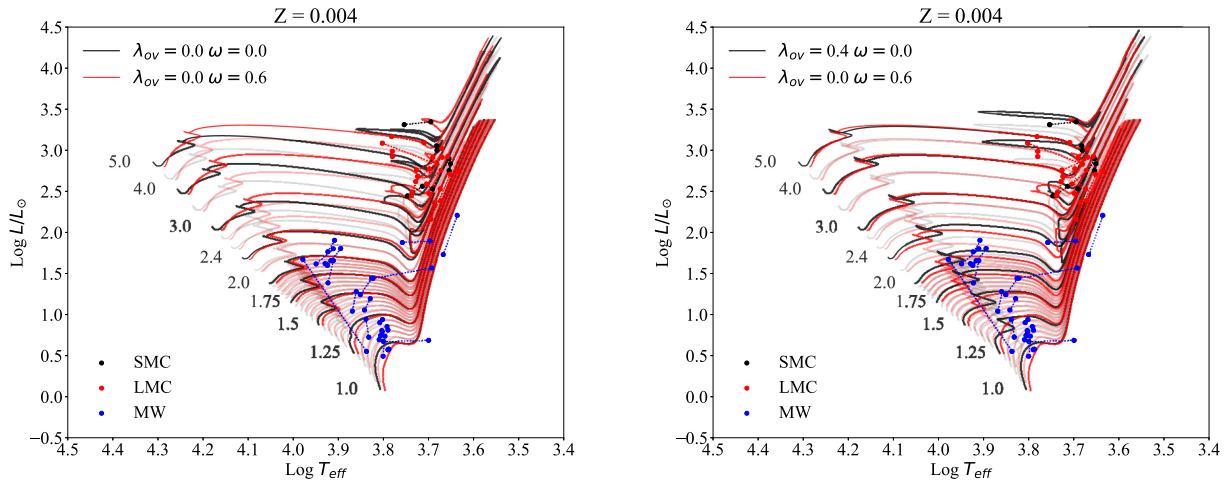 Z = 0.004
λov = 0.0 ω = 0.0
λov = 0.0 ω = 0.6
4.5
4.0
3.5
3.0
2.5
2.0
1.5
1.0
0.5
0.0
−0.5
Log L/L⊙
5.0
4.0
3.0
2.4
2.0
1.75
1.5
1.25
1.0
SMC
LMC
MW
4.5 4.4 4.3 4.2 4.1 4.0 3.9 3.8 3.7 3.6 3.5 3.4
Log Teff
Z = 0.004
λov = 0.4 ω = 0.0
λov = 0.0 ω = 0.6
4.5
4.0
3.5
3.0
2.5
2.0
1.5
1.0
0.5
0.0
−0.5
Log L/L⊙
5.0
4.0
3.0
2.4
2.0
1.75
1.5
1.25
1.0
SMC
LMC
MW
4.5 4.4 4.3 4.2 4.1 4.0 3.9 3.8 3.7 3.6 3.5 3.4
Log Teff